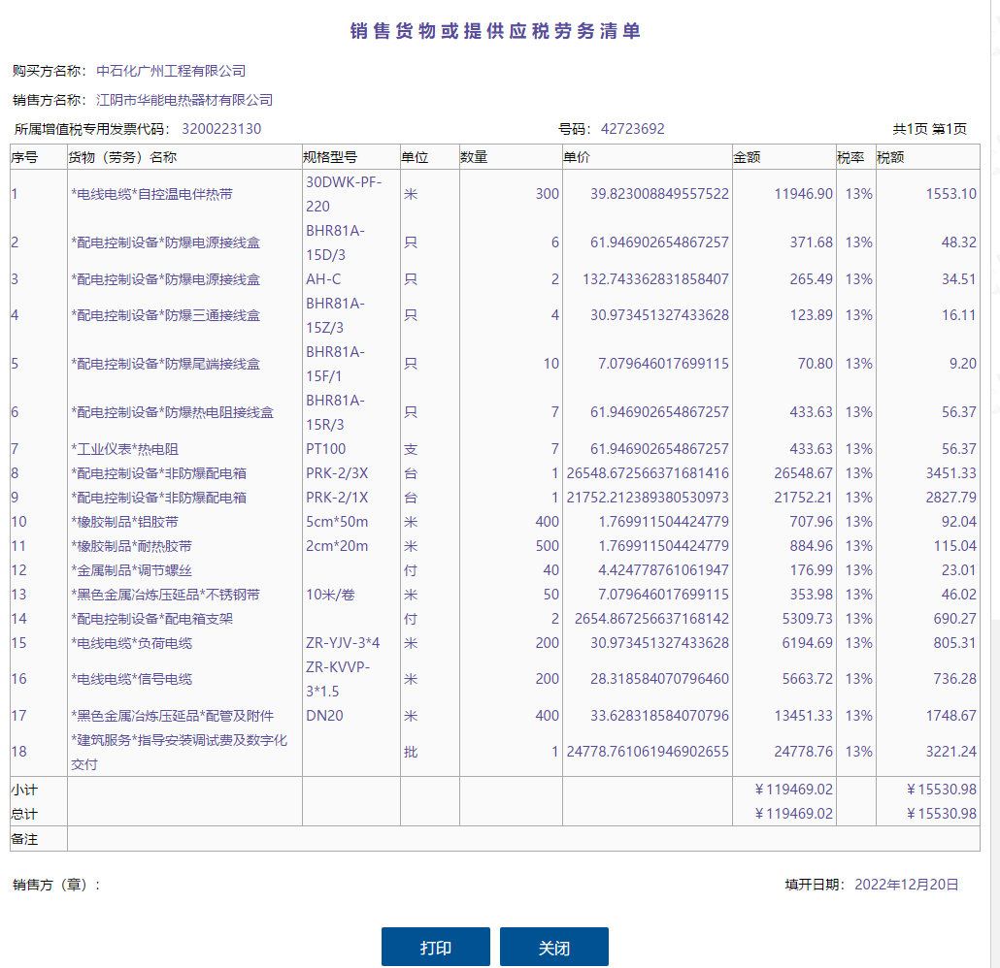 销售货物或提供应税劳务清单
购买方名称： 中石化广州工程有限公司
销售方名称： 江阴市华能电热器材有限公司
所属增值税专用发票代码： 3200223130 号码： 42723692 共1页 第1页
序号 货物（劳务）名称 规格型号 单位 数量 单价 金额 税率 税额
1 *电线电缆*自控温电伴热带 30DWK-PF-220 米 300 39.823008849557522 11946.90 13% 1553.10
2 *配电控制设备*防爆电源接线盒 BHR81A-15D/3 只 6 61.946902654867257 371.68 13% 48.32
3 *配电控制设备*防爆电源接线盒 AH-C 只 2 132.743362831858407 265.49 13% 34.51
4 *配电控制设备*防爆三通接线盒 BHR81A-15Z/3 只 4 30.973451327433628 123.89 13% 16.11
5 *配电控制设备*防爆尾端接线盒 BHR81A-15F/1 只 10 7.079646017699115 70.80 13% 9.20
6 *配电控制设备*防爆热电阻接线盒 BHR81A-15R/3 只 7 61.946902654867257 433.63 13% 56.37
7 *工业仪表*热电阻 PT100 支 7 61.946902654867257 433.63 13% 56.37
8 *配电控制设备*非防爆配电箱 PRK-2/3X 台 1 26548.672566371681416 26548.67 13% 3451.33
9 *配电控制设备*非防爆配电箱 PRK-2/1X 台 1 21752.212389380530973 21752.21 13% 2827.79
10 *橡胶制品*铝胶带 5cm*50m 米 400 1.769911504424779 707.96 13% 92.04
11 *橡胶制品*耐热胶带 2cm*20m 米 500 1.769911504424779 884.96 13% 115.04
12 *金属制品*调节螺丝 付 40 4.424778761061947 176.99 13% 23.01
13 *黑色金属冶炼压延品*不锈钢带 10米/卷 米 50 7.079646017699115 353.98 13% 46.02
14 *配电控制设备*配电箱支架 付 2 2654.867256637168142 5309.73 13% 690.27
15 *电线电缆*负荷电缆 ZR-YJV-3*4 米 200 30.973451327433628 6194.69 13% 805.31
16 *电线电缆*信号电缆 ZR-KVVP-3*1.5 米 200 28.318584070796460 5663.72 13% 736.28
17 *黑色金属冶炼压延品*配管及附件 DN20 米 400 33.628318584070796 13451.33 13% 1748.67
18 *建筑服务*指导安装调试费及数字化交付 批 1 24778.761061946902655 24778.76 13% 3221.24
小计 ￥119469.02 ￥15530.98
总计 ￥119469.02 ￥15530.98
备注
销售方（章）： 填开日期： 2022年12月20日
打印 关闭